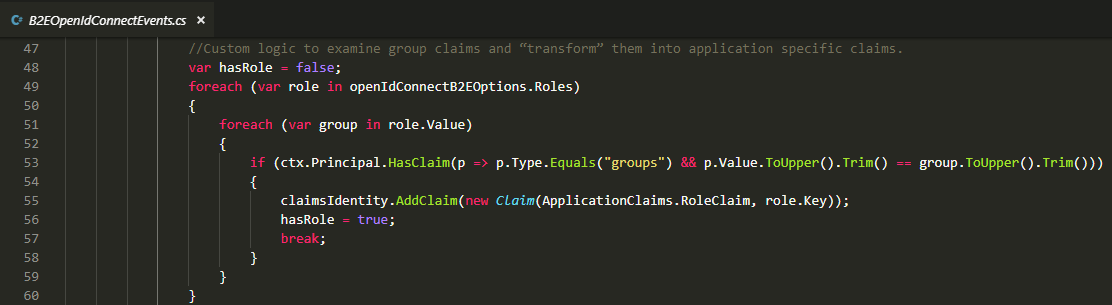 C# B2EOpenIdConnectEvents.cs ×
47 //Custom logic to examine group claims and “transform” them into application specific claims.
48 var hasRole = false;
49 foreach (var role in openIdConnectB2EOptions.Roles)
50 {
51 foreach (var group in role.Value)
52 {
53 if (ctx.Principal.HasClaim(p => p.Type.Equals("groups") && p.Value.ToUpper().Trim() == group.ToUpper().Trim()))
54 {
55 claimsIdentity.AddClaim(new Claim(ApplicationClaims.RoleClaim, role.Key));
56 hasRole = true;
57 break;
58 }
59 }
60 }